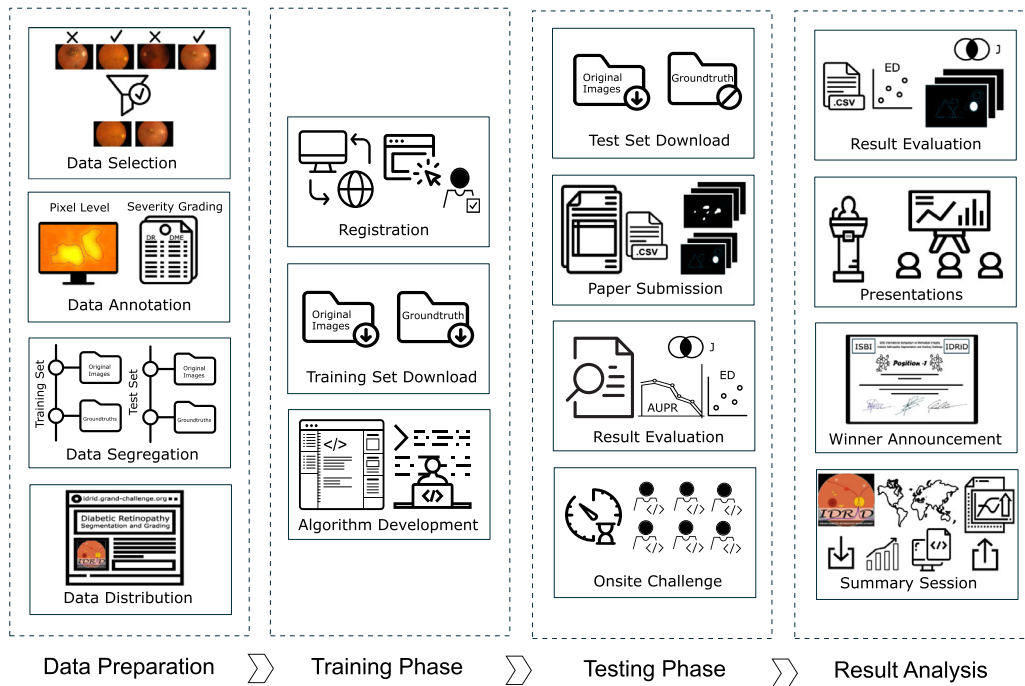 Data Selection
Pixel Level
Severity Grading
DR DME
Data Annotation
Training Set
Original
Images
Groundtruths
Test Set
Original
Images
Groundtruths
Data Segregation
idrid.grand-challenge.org
Diabetic Retinopathy
Segmentation and Grading
Data Distribution
Data Preparation
Registration
Original
Images
Groundtruth
Training Set Download
</>
</>
Algorithm Development
Training Phase
Original
Images
Groundtruth
Test Set Download
.CSV
Paper Submission
J
AUPR
ED
Result Evaluation
</>
</>
</>
</>
</>
</>
Onsite Challenge
Testing Phase
J
.CSV
ED
Result Evaluation
Presentations
ISBI
IDRiD
Position -1
Winner Announcement
IDRiD
</>
Summary Session
Result Analysis